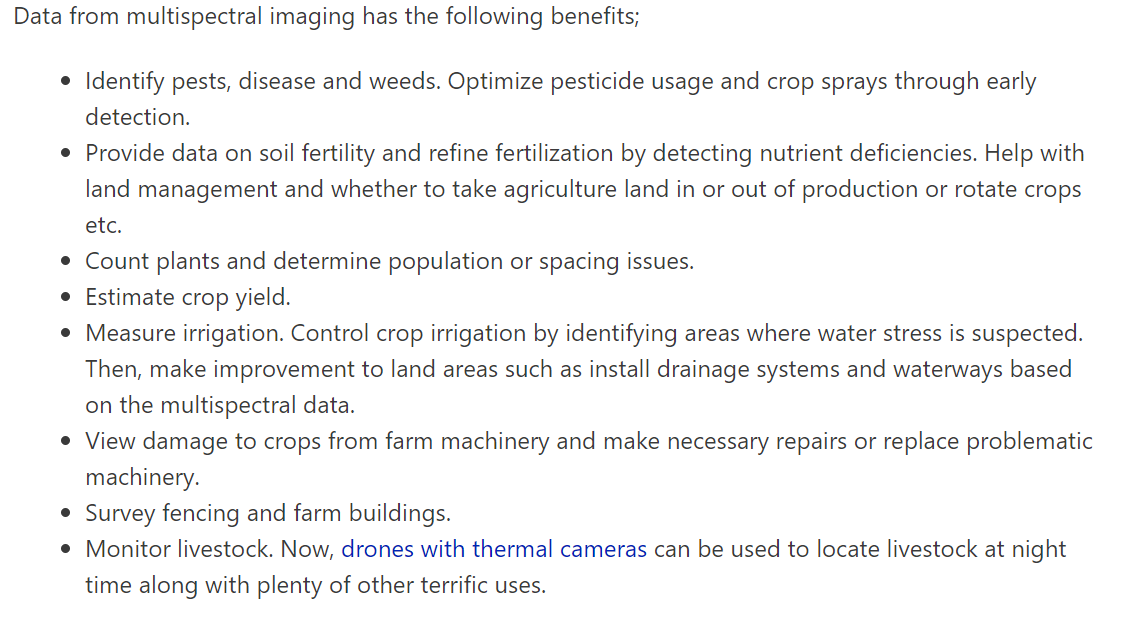 Data from multispectral imaging has the following benefits;
• Identify pests, disease and weeds. Optimize pesticide usage and crop sprays through early
detection.
• Provide data on soil fertility and refine fertilization by detecting nutrient deficiencies. Help with
land management and whether to take agriculture land in or out of production or rotate crops
etc.
• Count plants and determine population or spacing issues.
• Estimate crop yield.
• Measure irrigation. Control crop irrigation by identifying areas where water stress is suspected.
Then, make improvement to land areas such as install drainage systems and waterways based
on the multispectral data.
• View damage to crops from farm machinery and make necessary repairs or replace problematic
machinery.
• Survey fencing and farm buildings.
• Monitor livestock. Now, drones with thermal cameras can be used to locate livestock at night
time along with plenty of other terrific uses.